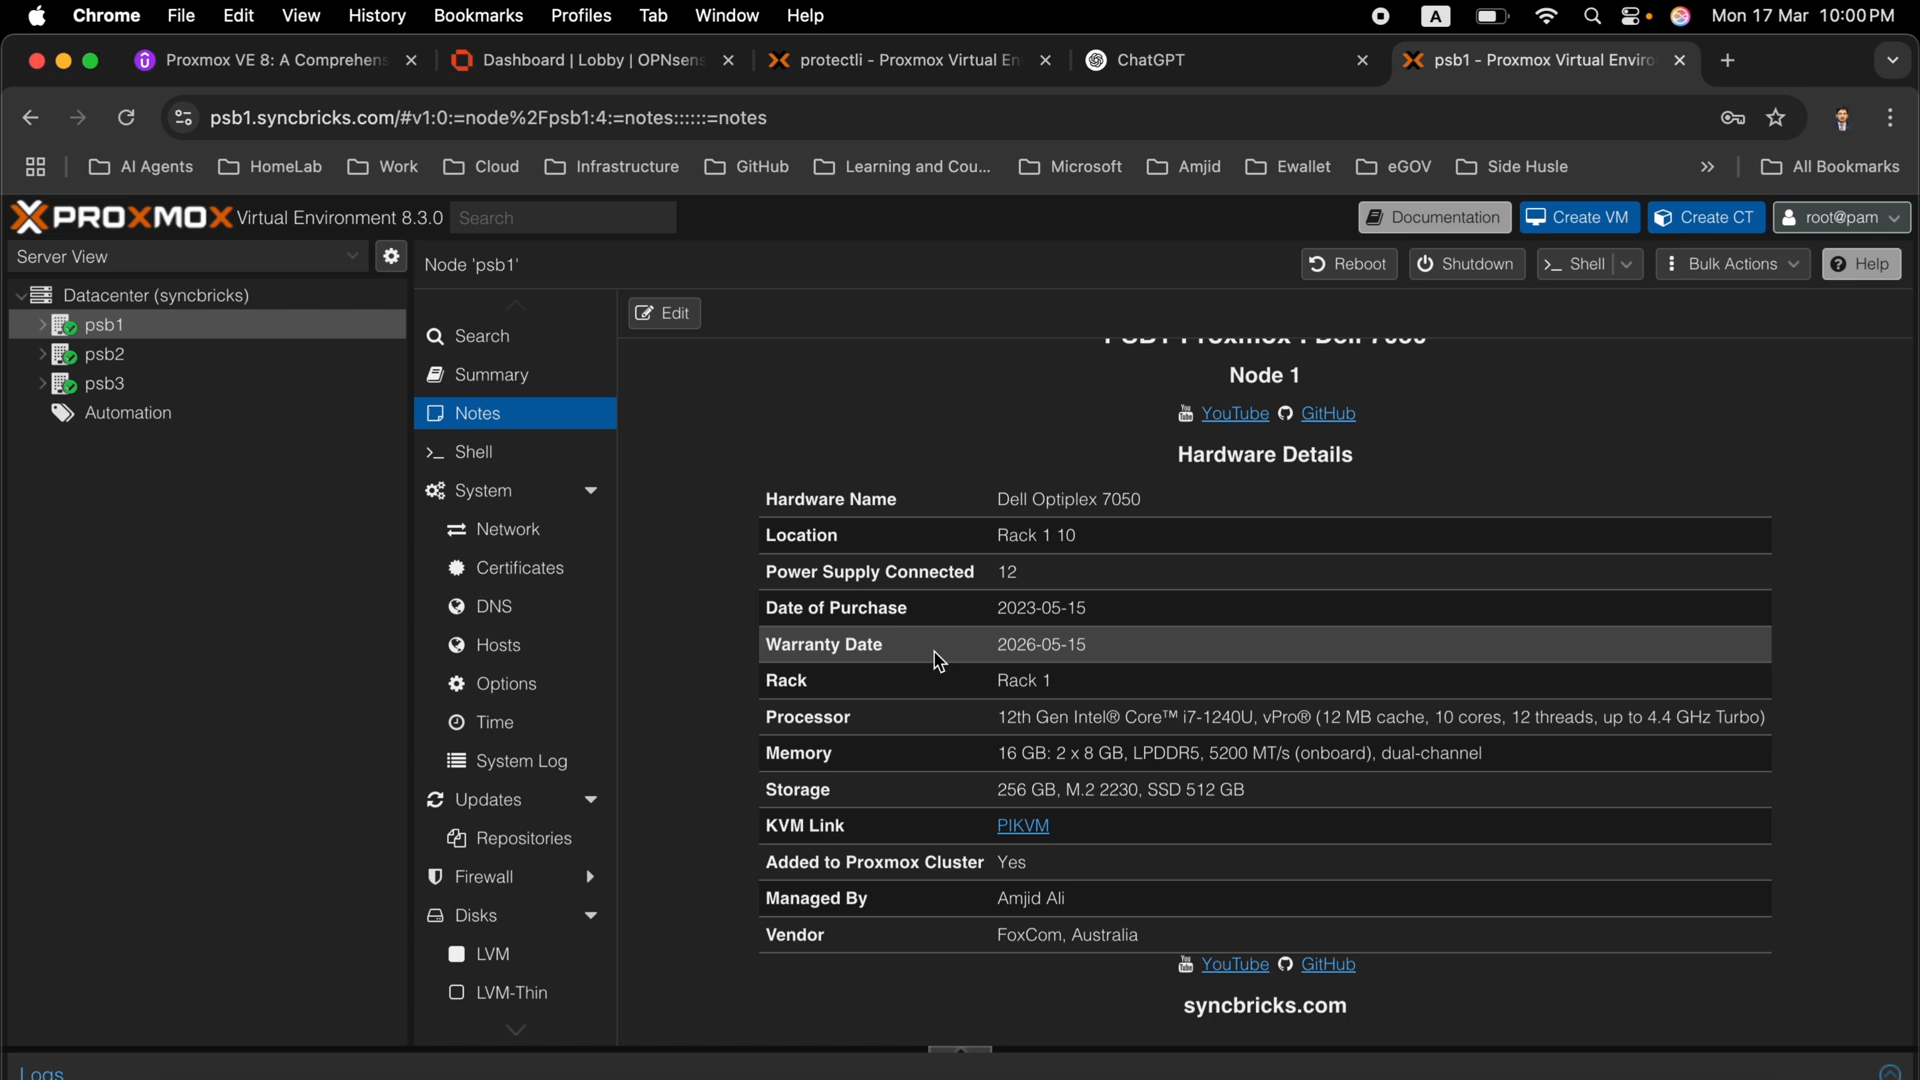 Chrome File Edit View History Bookmarks Profiles Tab Window Help A Mon 17 Mar 10:00 PM
Proxmox VE 8: A Comprehens Dashboard | Lobby | OPNsens protectli - Proxmox Virtual En ChatGPT psb1 - Proxmox Virtual Enviro
psb1.syncbricks.com/#v1:0:=node%2Fpsb1:4:=notes::::::=notes
AI Agents HomeLab Work Cloud Infrastructure GitHub Learning and Cou... Microsoft Amjid Ewallet eGOV Side Husle » All Bookmarks
PROXMOX Virtual Environment 8.3.0 Search Documentation Create VM Create CT root@pam
Server View
Node 'psb1' Reboot Shutdown Shell Bulk Actions Help
Datacenter (syncbricks)
psb1
psb2
psb3
Automation
Search
Summary
Notes
Shell
System
Network
Certificates
DNS
Hosts
Options
Time
System Log
Updates
Repositories
Firewall
Disks
LVM
LVM-Thin
Edit
PSB1 Proxmox : Dell 7050
Node 1
YouTube GitHub
Hardware Details
Hardware Name Dell Optiplex 7050
Location Rack 1 10
Power Supply Connected 12
Date of Purchase 2023-05-15
Warranty Date 2026-05-15
Rack Rack 1
Processor 12th Gen Intel® Core™ i7-1240U, vPro® (12 MB cache, 10 cores, 12 threads, up to 4.4 GHz Turbo)
Memory 16 GB: 2 x 8 GB, LPDDR5, 5200 MT/s (onboard), dual-channel
Storage 256 GB, M.2 2230, SSD 512 GB
KVM Link PIKVM
Added to Proxmox Cluster Yes
Managed By Amjid Ali
Vendor FoxCom, Australia
YouTube GitHub
syncbricks.com
Logs